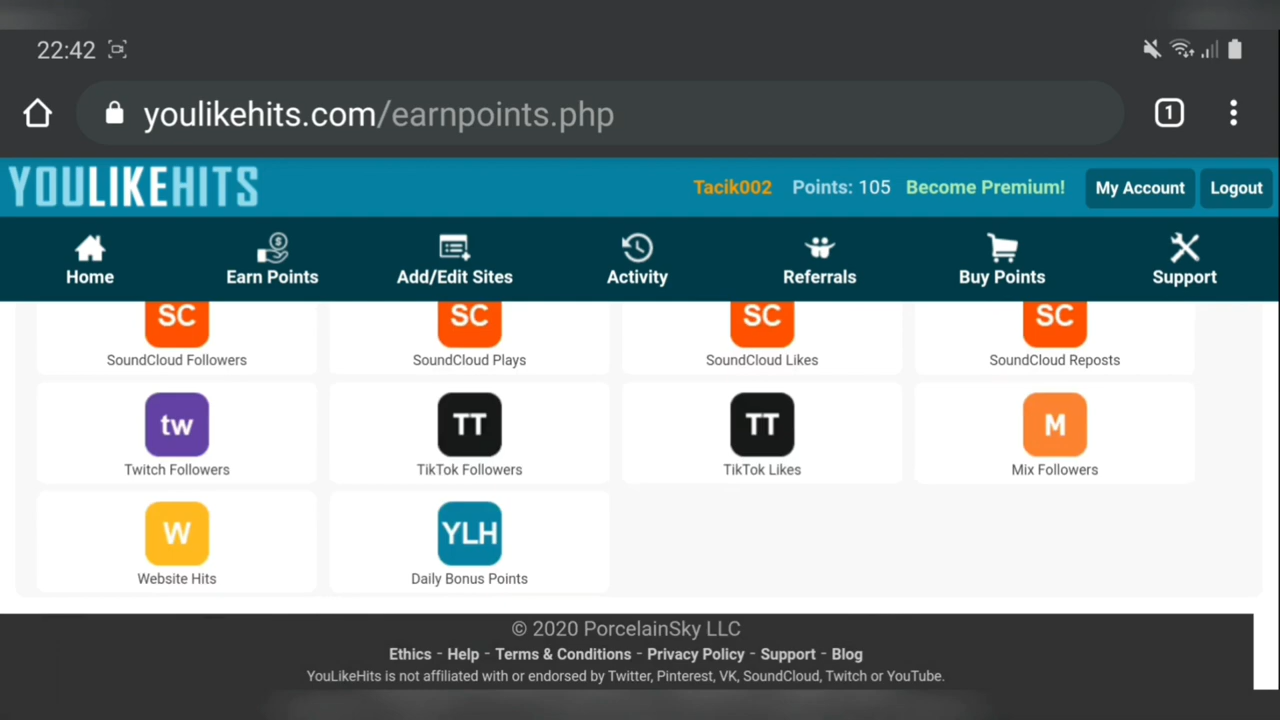 22:42
youlikehits.com/earnpoints.php
1
YOULIKEHITS
Tacik002 Points: 105 Become Premium! My Account Logout
Home Earn Points Add/Edit Sites Activity Referrals Buy Points Support
SC SC SC SC
SoundCloud Followers SoundCloud Plays SoundCloud Likes SoundCloud Reposts
tw TT TT M
Twitch Followers TikTok Followers TikTok Likes Mix Followers
W YLH
Website Hits Daily Bonus Points
© 2020 PorcelainSky LLC
Ethics - Help - Terms & Conditions - Privacy Policy - Support - Blog
YouLikeHits is not affiliated with or endorsed by Twitter, Pinterest, VK, SoundCloud, Twitch or YouTube.